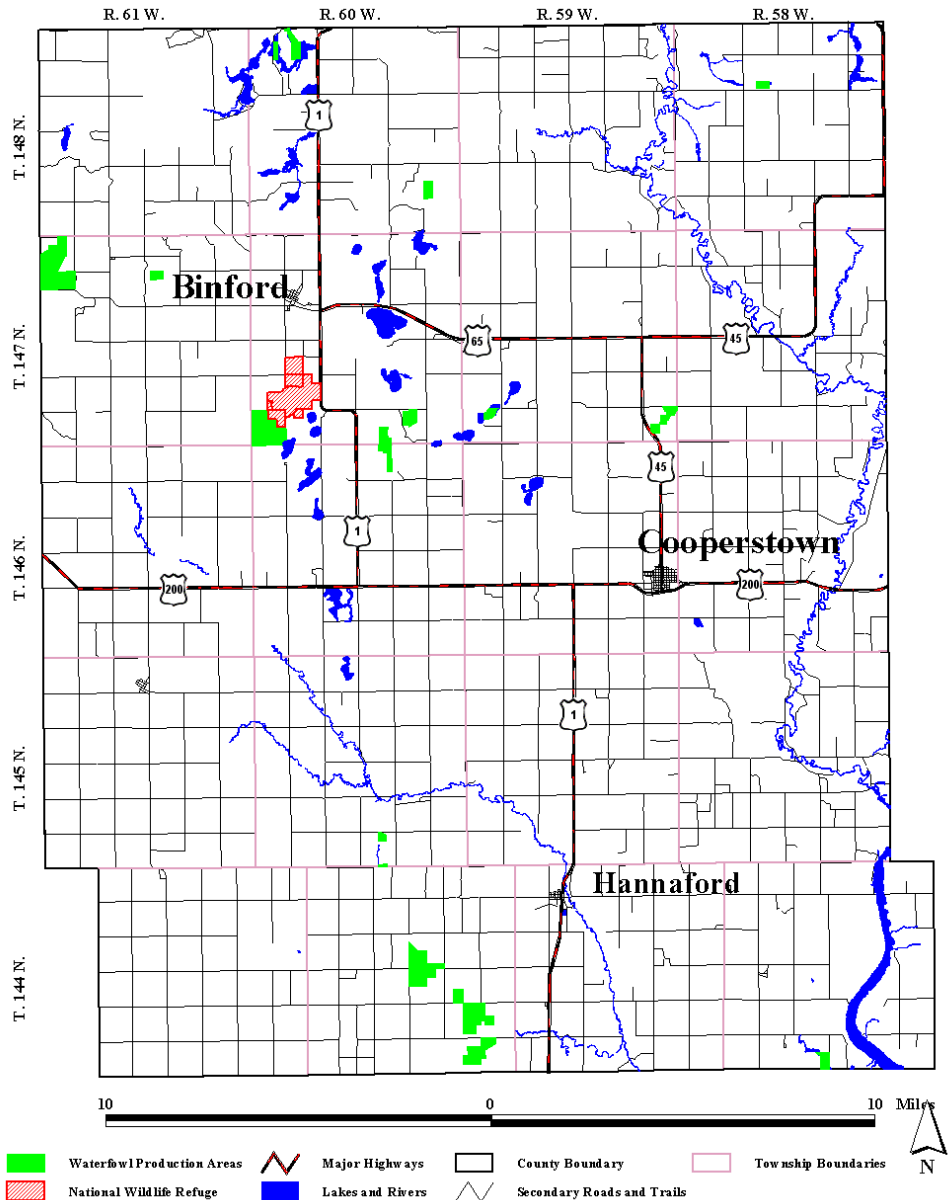 R. 61 W. R. 60 W. R. 59 W. R. 58 W.
1
T. 148 N.
Binford
65 45
T. 147 N.
45
1
Cooperstown
T. 146 N.
200 200
1
T. 145 N.
Hannaford
T. 144 N.
10 0 10 Miles
Waterfowl Production Areas Major Highways County Boundary Township Boundaries
N
National Wildlife Refuge Lakes and Rivers Secondary Roads and Trails